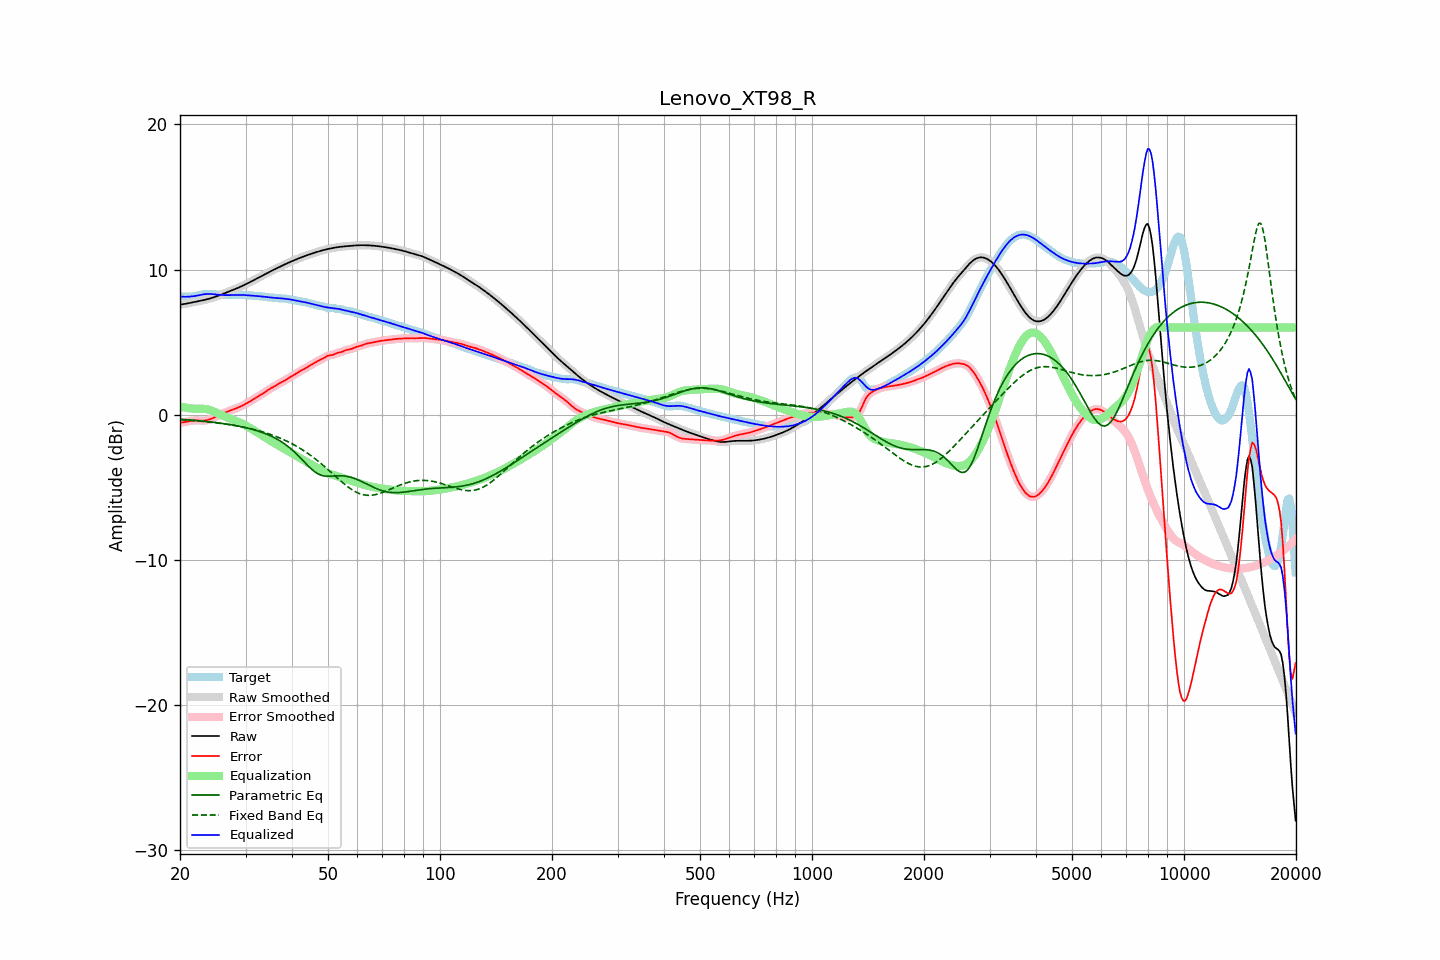 Lenovo_XT98_R
Amplitude (dBr)
20
10
0
−10
−20
−30
Target
Raw Smoothed
Error Smoothed
Raw
Error
Equalization
Parametric Eq
Fixed Band Eq
Equalized
20 50 100 200 500 1000 2000 5000 10000 20000
Frequency (Hz)